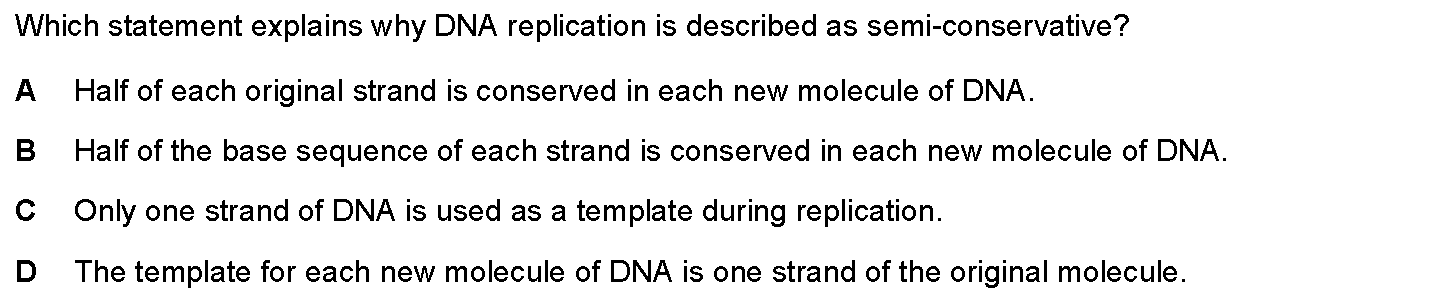 Which statement explains why DNA replication is described as semi-conservative?
A Half of each original strand is conserved in each new molecule of DNA.
B Half of the base sequence of each strand is conserved in each new molecule of DNA.
C Only one strand of DNA is used as a template during replication.
D The template for each new molecule of DNA is one strand of the original molecule.